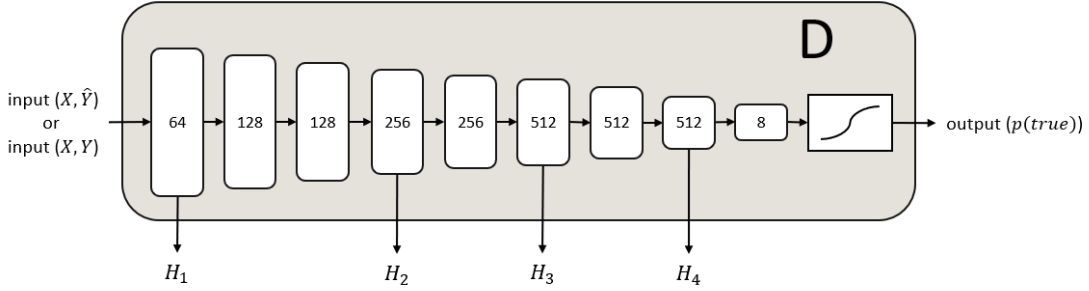 D
input (X, Ŷ)
or
input (X, Y)
64
128
128
256
256
512
512
512
8
output (p(true))
H₁
H₂
H₃
H₄